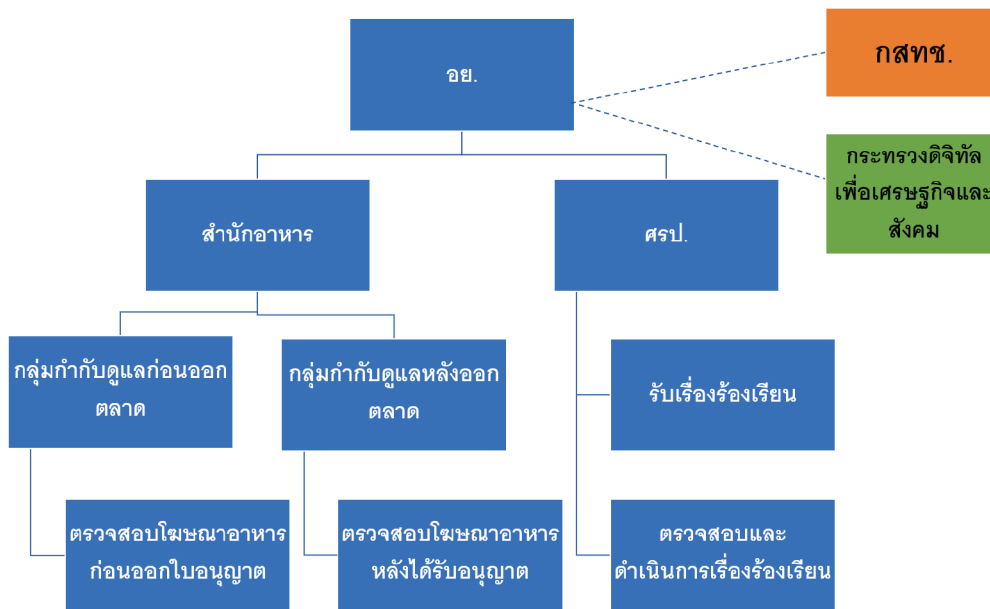 อย.
กสทช.
กระทรวงดิจิทัล
เพื่อเศรษฐกิจและ
สังคม
สำนักอาหาร
ศรป.
กลุ่มกำกับดูแลก่อนออก
ตลาด
กลุ่มกำกับดูแลหลังออก
ตลาด
รับเรื่องร้องเรียน
ตรวจสอบโฆษณาอาหาร
ก่อนออกใบอนุญาต
ตรวจสอบโฆษณาอาหาร
หลังได้รับอนุญาต
ตรวจสอบและ
ดำเนินการเรื่องร้องเรียน